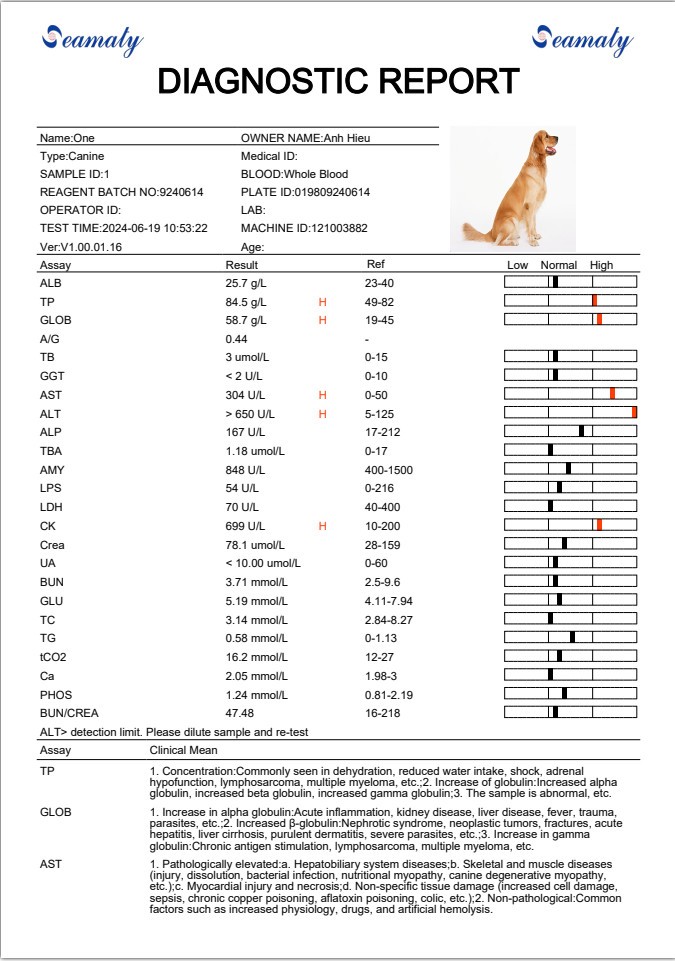 Seamaty Seamaty
DIAGNOSTIC REPORT
Name:One OWNER NAME:Anh Hieu
Type:Canine Medical ID:
SAMPLE ID:1 BLOOD:Whole Blood
REAGENT BATCH NO:9240614 PLATE ID:019809240614
OPERATOR ID: LAB:
TEST TIME:2024-06-19 10:53:22 MACHINE ID:121003882
Ver:V1.00.01.16 Age:
Assay Result Ref Low Normal High
ALB 25.7 g/L 23-40
TP 84.5 g/L H 49-82
GLOB 58.7 g/L H 19-45
A/G 0.44 -
TB 3 umol/L 0-15
GGT < 2 U/L 0-10
AST 304 U/L H 0-50
ALT > 650 U/L H 5-125
ALP 167 U/L 17-212
TBA 1.18 umol/L 0-17
AMY 848 U/L 400-1500
LPS 54 U/L 0-216
LDH 70 U/L 40-400
CK 699 U/L H 10-200
Crea 78.1 umol/L 28-159
UA < 10.00 umol/L 0-60
BUN 3.71 mmol/L 2.5-9.6
GLU 5.19 mmol/L 4.11-7.94
TC 3.14 mmol/L 2.84-8.27
TG 0.58 mmol/L 0-1.13
tCO2 16.2 mmol/L 12-27
Ca 2.05 mmol/L 1.98-3
PHOS 1.24 mmol/L 0.81-2.19
BUN/CREA 47.48 16-218
ALT> detection limit. Please dilute sample and re-test
Assay Clinical Mean
TP 1. Concentration:Commonly seen in dehydration, reduced water intake, shock, adrenal
hypofunction, lymphosarcoma, multiple myeloma, etc.;2. Increase of globulin:Increased alpha
globulin, increased beta globulin, increased gamma globulin;3. The sample is abnormal, etc.
GLOB 1. Increase in alpha globulin:Acute inflammation, kidney disease, liver disease, fever, trauma,
parasites, etc.;2. Increased β-globulin:Nephrotic syndrome, neoplastic tumors, fractures, acute
hepatitis, liver cirrhosis, purulent dermatitis, severe parasites, etc.;3. Increase in gamma
globulin:Chronic antigen stimulation, lymphosarcoma, multiple myeloma, etc.
AST 1. Pathologically elevated:a. Hepatobiliary system diseases;b. Skeletal and muscle diseases
(injury, dissolution, bacterial infection, nutritional myopathy, canine degenerative myopathy,
etc.);c. Myocardial injury and necrosis;d. Non-specific tissue damage (increased cell damage,
sepsis, chronic copper poisoning, aflatoxin poisoning, colic, etc.);2. Non-pathological:Common
factors such as increased physiology, drugs, and artificial hemolysis.